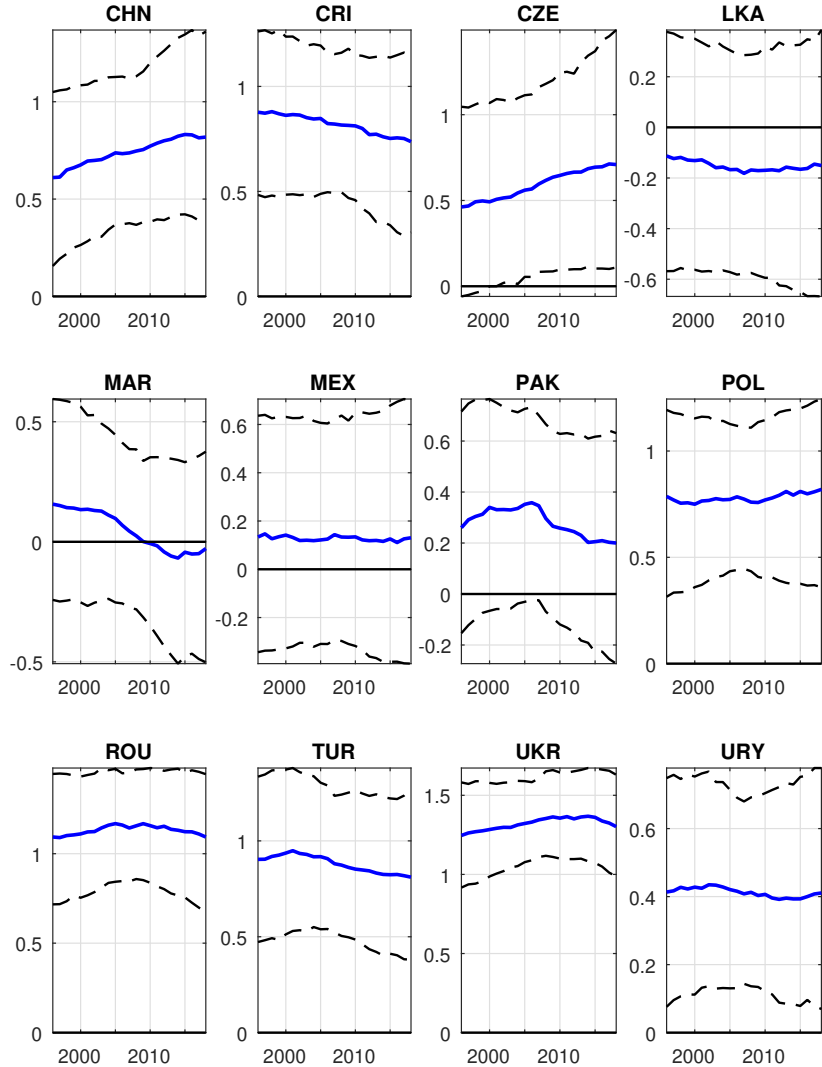 CHN CRI CZE LKA
1 0.5 0
1 0.5 0
1 0.5 0
0.2 0 -0.2 -0.4 -0.6
2000 2010 2000 2010 2000 2010 2000 2010
MAR MEX PAK POL
0.5 0 -0.5
0.6 0.4 0.2 0 -0.2
0.6 0.4 0.2 0 -0.2
1 0.5 0
2000 2010 2000 2010 2000 2010 2000 2010
ROU TUR UKR URY
1 0.5 0
1 0.5 0
1.5 1 0.5 0
0.6 0.4 0.2 0
2000 2010 2000 2010 2000 2010 2000 2010